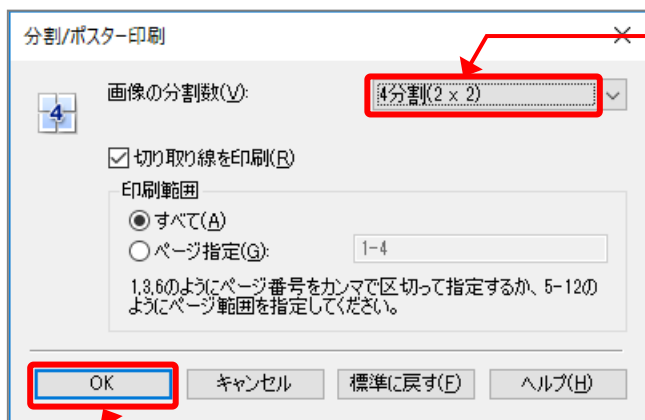 分割/ポスター印刷
画像の分割数(V):
4分割(2 x 2)
4
切り取り線を印刷(R)
印刷範囲
すべて(A)
ページ指定(G):
1-4
1,3,6のようにページ番号をカンマで区切って指定するか、5-12の
ようにページ範囲を指定してください。
OK
キャンセル
標準に戻す(F)
ヘルプ(H)